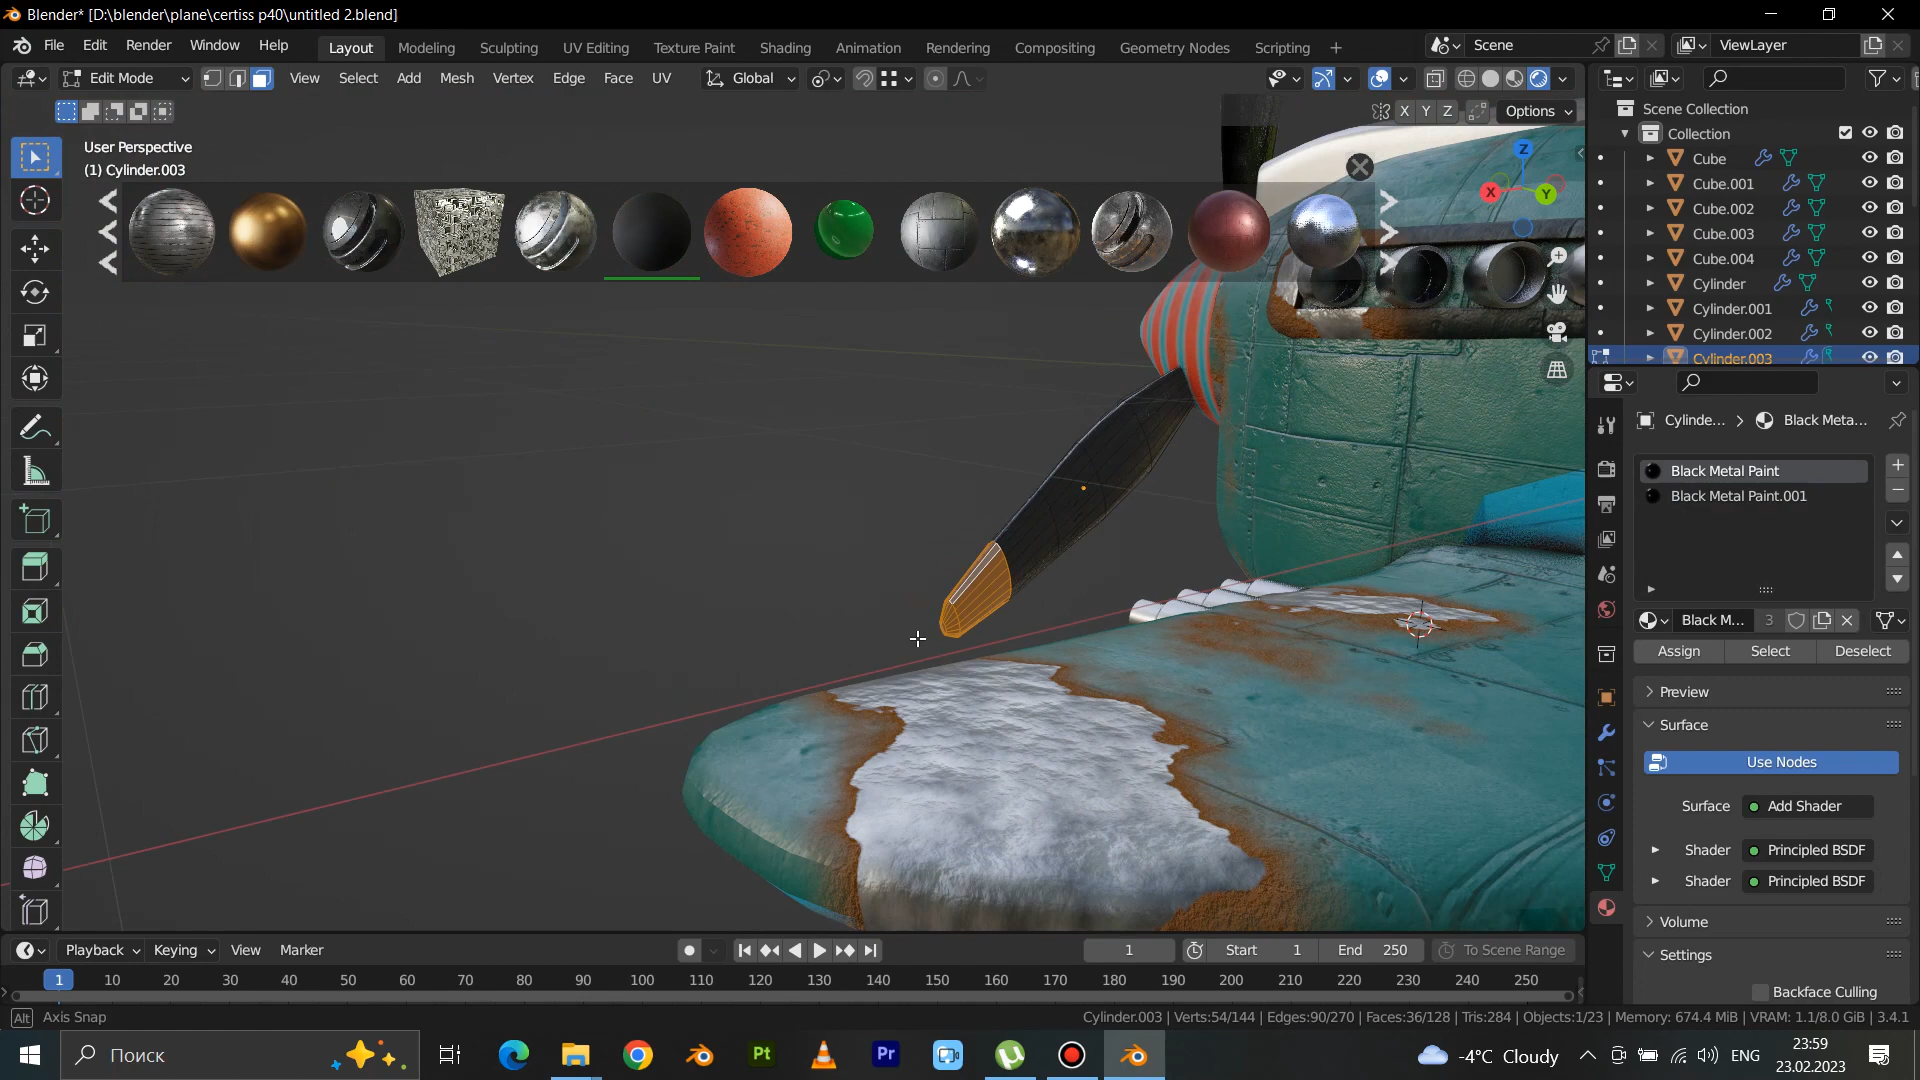 Blender* [D:\blender\plane\certiss p40\untitled 2.blend]
File Edit Render Window Help Layout Modeling Sculpting UV Editing Texture Paint Shading Animation Rendering Compositing Geometry Nodes Scripting + Scene ViewLayer
Edit Mode View Select Add Mesh Vertex Edge Face UV Global
X Y Z Options
User Perspective
(1) Cylinder.003
Z
X
Y
Scene Collection
Collection
Cube
Cube.001
Cube.002
Cube.003
Cube.004
Cylinder
Cylinder.001
Cylinder.002
Cylinder.003
Cylinde... > Black Meta...
Black Metal Paint
Black Metal Paint.001
Black M... 3
Assign Select Deselect
Preview
Surface
Use Nodes
Surface Add Shader
Shader Principled BSDF
Shader Principled BSDF
Volume
Settings
Backface Culling
Playback Keying View Marker 1 Start 1 End 250 To Scene Range
1 10 20 30 40 50 60 70 80 90 100 110 120 130 140 150 160 170 180 190 200 210 220 230 240 250
Alt Axis Snap
Cylinder.003 | Verts:54/144 | Edges:90/270 | Faces:36/128 | Tris:284 | Objects:1/23 | Memory: 674.4 MiB | VRAM: 1.1/8.0 GiB | 3.4.1
Поиск
Pt
Pr
-4°C Cloudy
ENG
23:59
23.02.2023